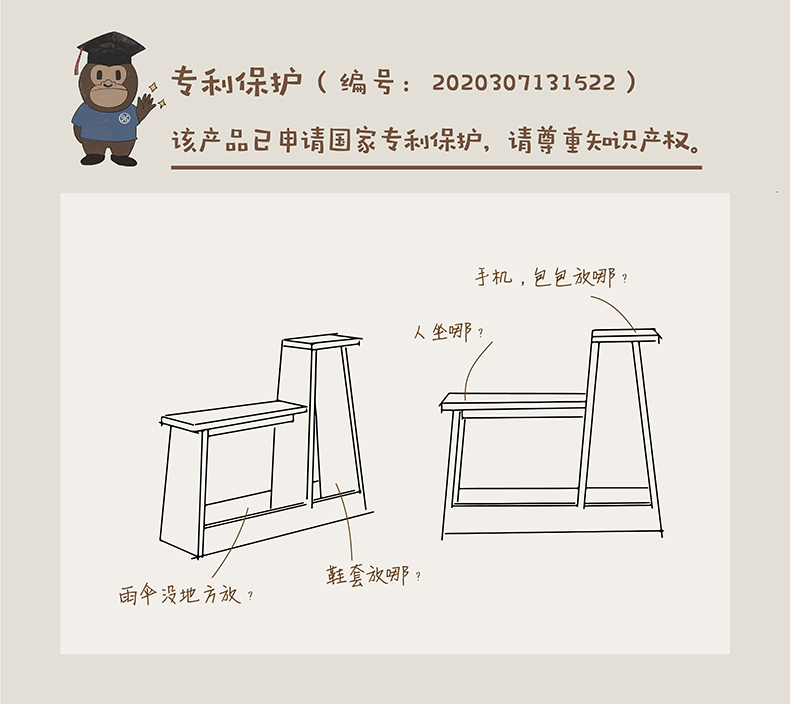 专利保护（编号：2020307131522）
该产品已申请国家专利保护，请尊重知识产权。
手机，包包放哪？
人坐哪？
鞋套放哪？
雨伞没地方放？